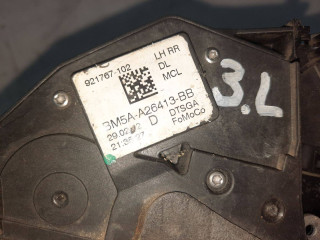 921767-102
LH RR
DL
MCL
BM5A-A26413-BB
D
DTSGA
FoMoCo
3.L